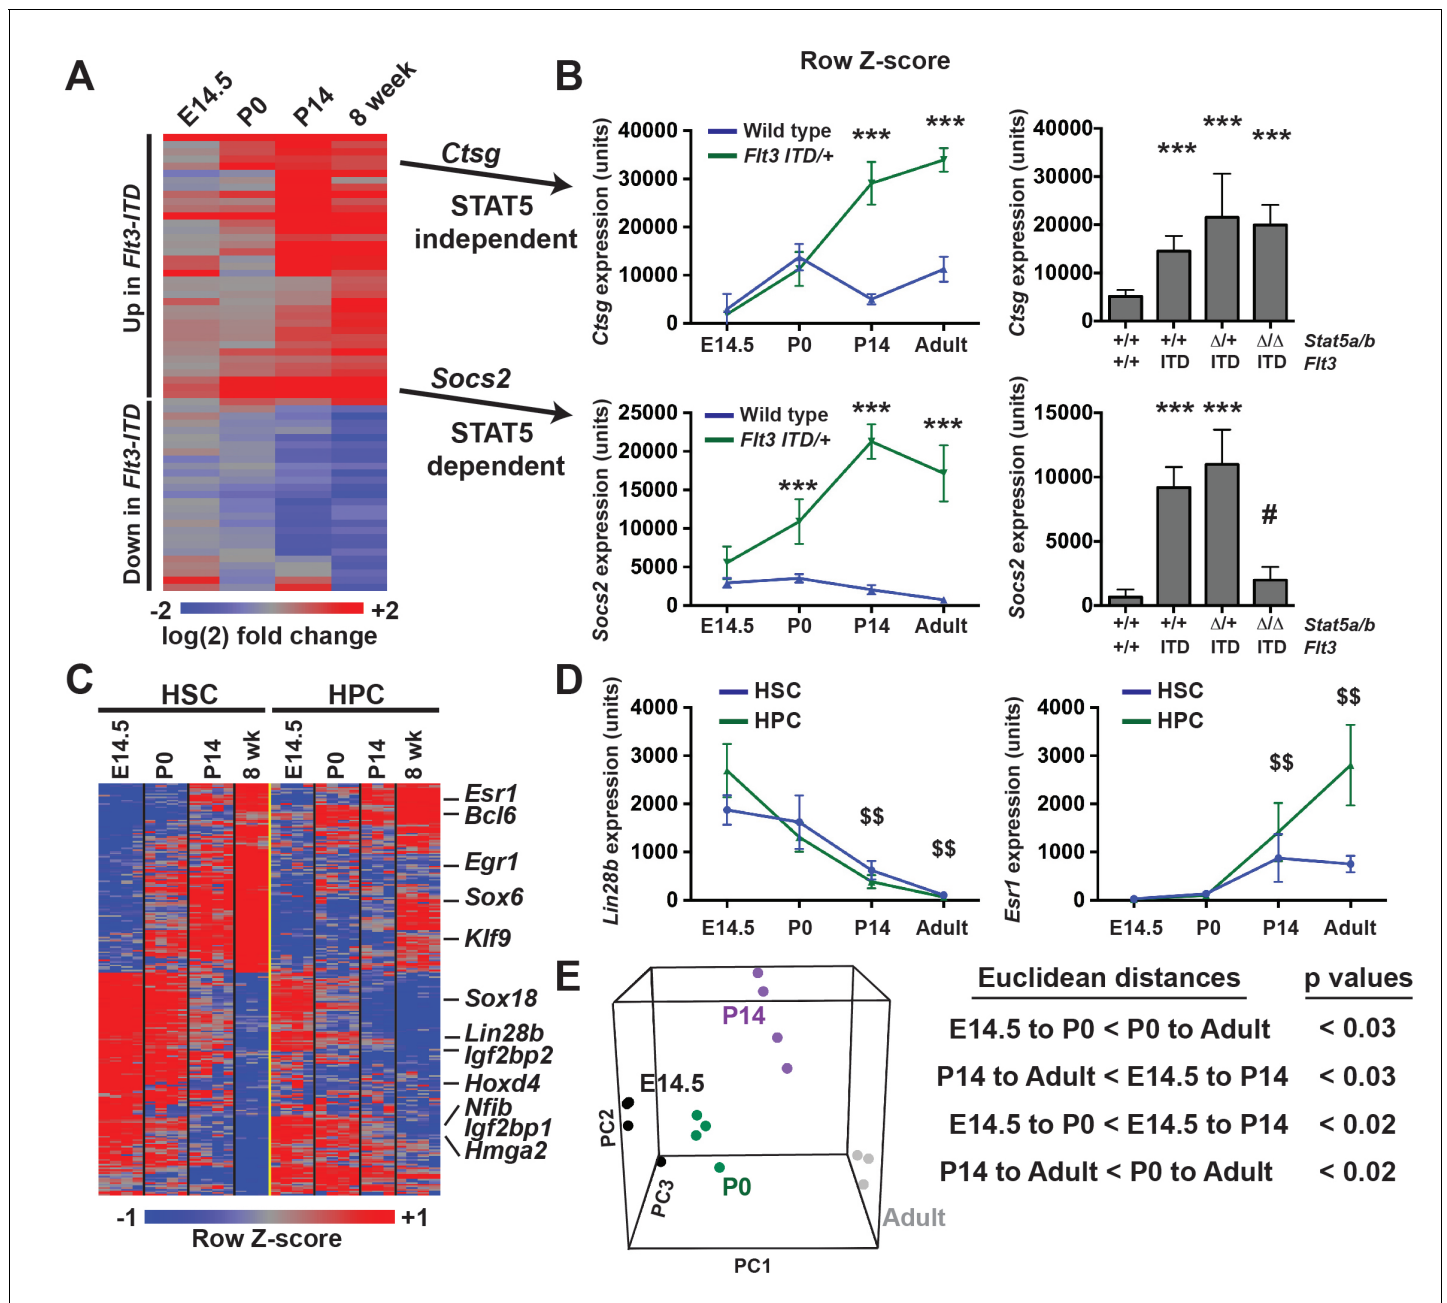 A
E14.5
P0
P14
8 week
Up in Flt3-ITD
Down in Flt3-ITD
-2
+2
log(2) fold change
Ctsg
STAT5
independent
Socs2
STAT5
dependent
B
Row Z-score
Ctsg expression (units)
40000
30000
20000
10000
0
Wild type
Flt3 ITD/+
***
***
E14.5
P0
P14
Adult
Ctsg expression (units)
40000
30000
20000
10000
0
***
***
***
+/+
+/+
Δ/+
Δ/Δ
Stat5a/b
+/+
ITD
ITD
ITD
Flt3
Socs2 expression (units)
25000
20000
15000
10000
5000
0
Wild type
Flt3 ITD/+
***
***
***
E14.5
P0
P14
Adult
Socs2 expression (units)
15000
10000
5000
0
***
***
#
+/+
+/+
Δ/+
Δ/Δ
Stat5a/b
+/+
ITD
ITD
ITD
Flt3
C
HSC
HPC
E14.5
P0
P14
8 wk
E14.5
P0
P14
8 wk
Esr1
Bcl6
Egr1
Sox6
Klf9
Sox18
Lin28b
Igf2bp2
Hoxd4
Nfib
Igf2bp1
Hmga2
-1
+1
Row Z-score
D
Lin28b expression (units)
4000
3000
2000
1000
0
HSC
HPC
$$
$$
E14.5
P0
P14
Adult
Esr1 expression (units)
4000
3000
2000
1000
0
HSC
HPC
$$
$$
E14.5
P0
P14
Adult
E
P14
E14.5
P0
Adult
PC2
PC3
PC1
Euclidean distances
p values
E14.5 to P0 < P0 to Adult
< 0.03
P14 to Adult < E14.5 to P14
< 0.03
E14.5 to P0 < E14.5 to P14
< 0.02
P14 to Adult < P0 to Adult
< 0.02